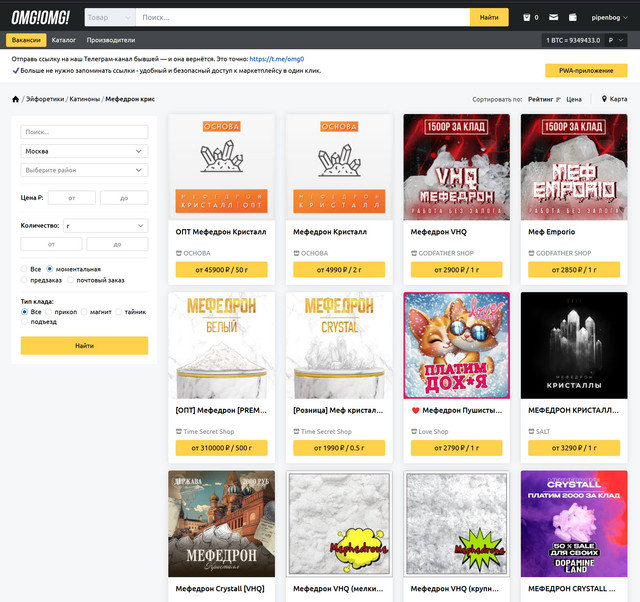 OMG!OMG!
Товар
Поиск...
Найти
0
pipenbog
Вакансии
Каталог
Производители
1 BTC = 9349433.0
₽
Отправь ссылку на наш Телеграм-канал бывшей — и она вернётся. Это точно: https://t.me/omg0
Больше не нужно запоминать ссылки - удобный и безопасный доступ к маркетплейсу в один клик.
PWA-приложение
/ Эйфоретики / Катиноны / Мефедрон крис
Сортировать по: Рейтинг Цена
Карта
Поиск...
Москва
Выберите район
Цена ₽: от до
Количество: г
от до
Все моментальная
предзаказ почтовый заказ
Тип клада:
Все прикоп магнит тайник
подъезд
Найти
ОСНОВА
МЕФЕДРОН
КРИСТАЛЛ | ОПТ
ОПТ Мефедрон Кристалл
ОСНОВА
от 45900 ₽ / 50 г
ОСНОВА
МЕФЕДРОН
КРИСТАЛЛ
Мефедрон Кристалл
ОСНОВА
от 4990 ₽ / 2 г
1500Р ЗА КЛАД
VHQ
МЕФЕДРОН
РАБОТА БЕЗ ЗАЛОГА
Мефедрон VHQ
GODFATHER SHOP
от 2900 ₽ / 1 г
1500Р ЗА КЛАД
МЕФ
EMPORIO
РАБОТА БЕЗ ЗАЛОГА
Меф Emporio
GODFATHER SHOP
от 2850 ₽ / 1 г
МЕФЕДРОН
БЕЛЫЙ
[ОПТ] Мефедрон [PREM...
Time Secret Shop
от 310000 ₽ / 500 г
МЕФЕДРОН
CRYSTAL
[Розница] Меф кристал...
Time Secret Shop
от 1990 ₽ / 0.5 г
Love
ПЛАТИМ
ДОХ*Я
Мефедрон Пушисты...
Love Shop
от 2790 ₽ / 1 г
МЕФЕДРОН
КРИСТАЛЛЫ
МЕФЕДРОН КРИСТАЛЛ...
SALT
от 3290 ₽ / 1 г
ДЕРЖАВА
2000 РУБ
МЕФЕДРОН
Кристалл
Мефедрон Crystall [VHQ]
Mephedrone
Мефедрон VHQ (мелки...
Mephedrone
Мефедрон VHQ (крупн...
CRYSTALL
ПЛАТИМ 2000 ЗА КЛАД
50 % SALE
ДЛЯ СВОИХ
DOPAMINE
LAND
МЕФЕДРОН CRYSTALL ...